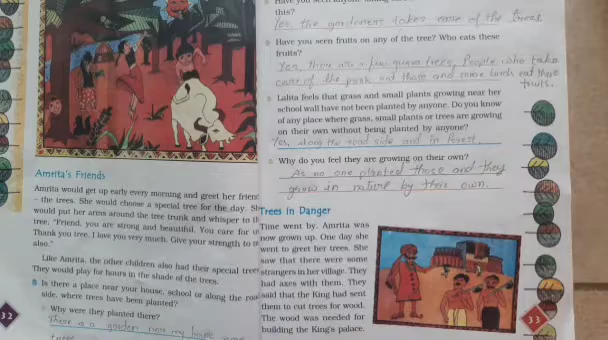 Amrita's Friends
Amrita would get up early every morning and greet her friend
– the trees. She would choose a special tree for the day. She
would put her arms around the tree trunk and whisper to th
tree, "Friend, you are strong and beautiful. You care for u
Thank you tree. I love you very much. Give your strength to m
also."
Like Amrita, the other children also had their special trees
They would play for hours in the shade of the trees.
Is there a place near your house, school or along the road
side, where trees have been planted?
Why were they planted there?
There is a garden near my house and
trees
32
Have you seen anyone looking
this?
Yes, the gardeners takes care of the trees
Have you seen fruits on any of the tree? Who eats these
fruits?
Yes, there are a few guava trees, People who take
care of the park eat those and some birds eat those
fruits.
Lalita feels that grass and small plants growing near her
school wall have not been planted by anyone. Do you know
of any place where grass, small plants or trees are growing
on their own without being planted by anyone?
Yes, along the road side and in forest.
Why do you feel they are growing on their own?
As no one planted those and they
grow in nature by their own.
Trees in Danger
Time went by. Amrita was
now grown up. One day she
went to greet her trees. She
saw that there were some
strangers in her village. They
had axes with them. They
said that the King had sent
them to cut trees for wood.
The wood was needed for
building the King's palace.
33